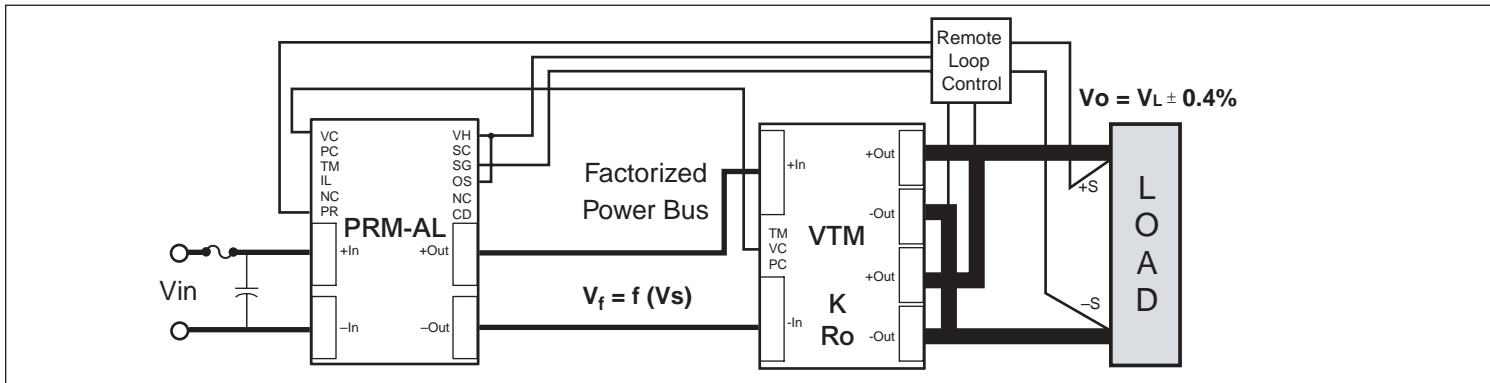 Remote
Loop
Control
Vo = VL ± 0.4%
VC
PC
TM
IL
NC
PR
VH
SC
SG
OS
NC
CD
PRM-AL
+In
–In
+Out
–Out
Vin
Factorized
Power Bus
Vf = f (Vs)
+In
TM
VC
PC
-In
VTM
K
Ro
+Out
-Out
+Out
-Out
+S
–S
L
O
A
D